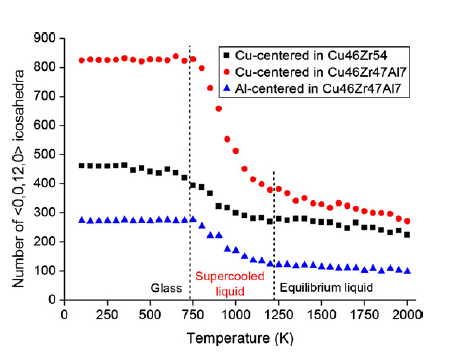 900
800
700
600
500
400
300
200
100
0
Number of <0,0,12,0> icosahedra
Cu-centered in Cu46Zr54
Cu-centered in Cu46Zr47Al7
Al-centered in Cu46Zr47Al7
Glass
Supercooled
liquid
Equilibrium liquid
0 250 500 750 1000 1250 1500 1750 2000
Temperature (K)